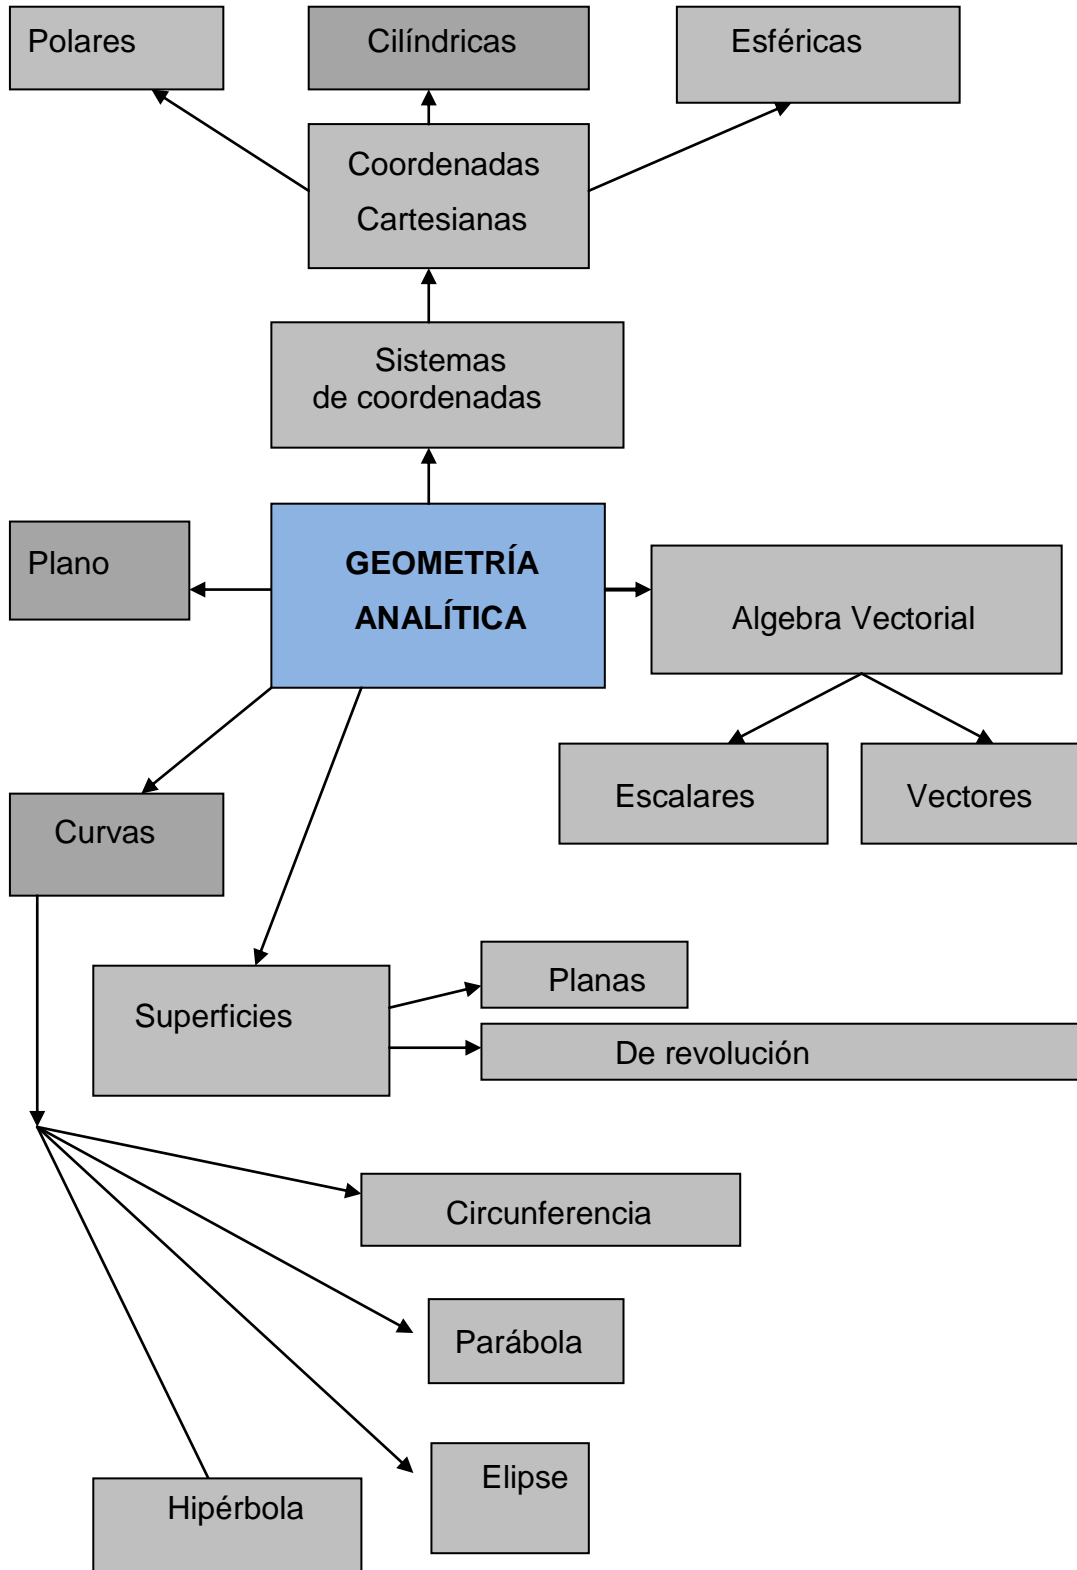 Polares
Cilíndricas
Esféricas
Coordenadas
Cartesianas
Sistemas
de coordenadas
Plano
GEOMETRÍA
ANALÍTICA
Algebra Vectorial
Escalares
Vectores
Curvas
Superficies
Planas
De revolución
Circunferencia
Parábola
Elipse
Hipérbola